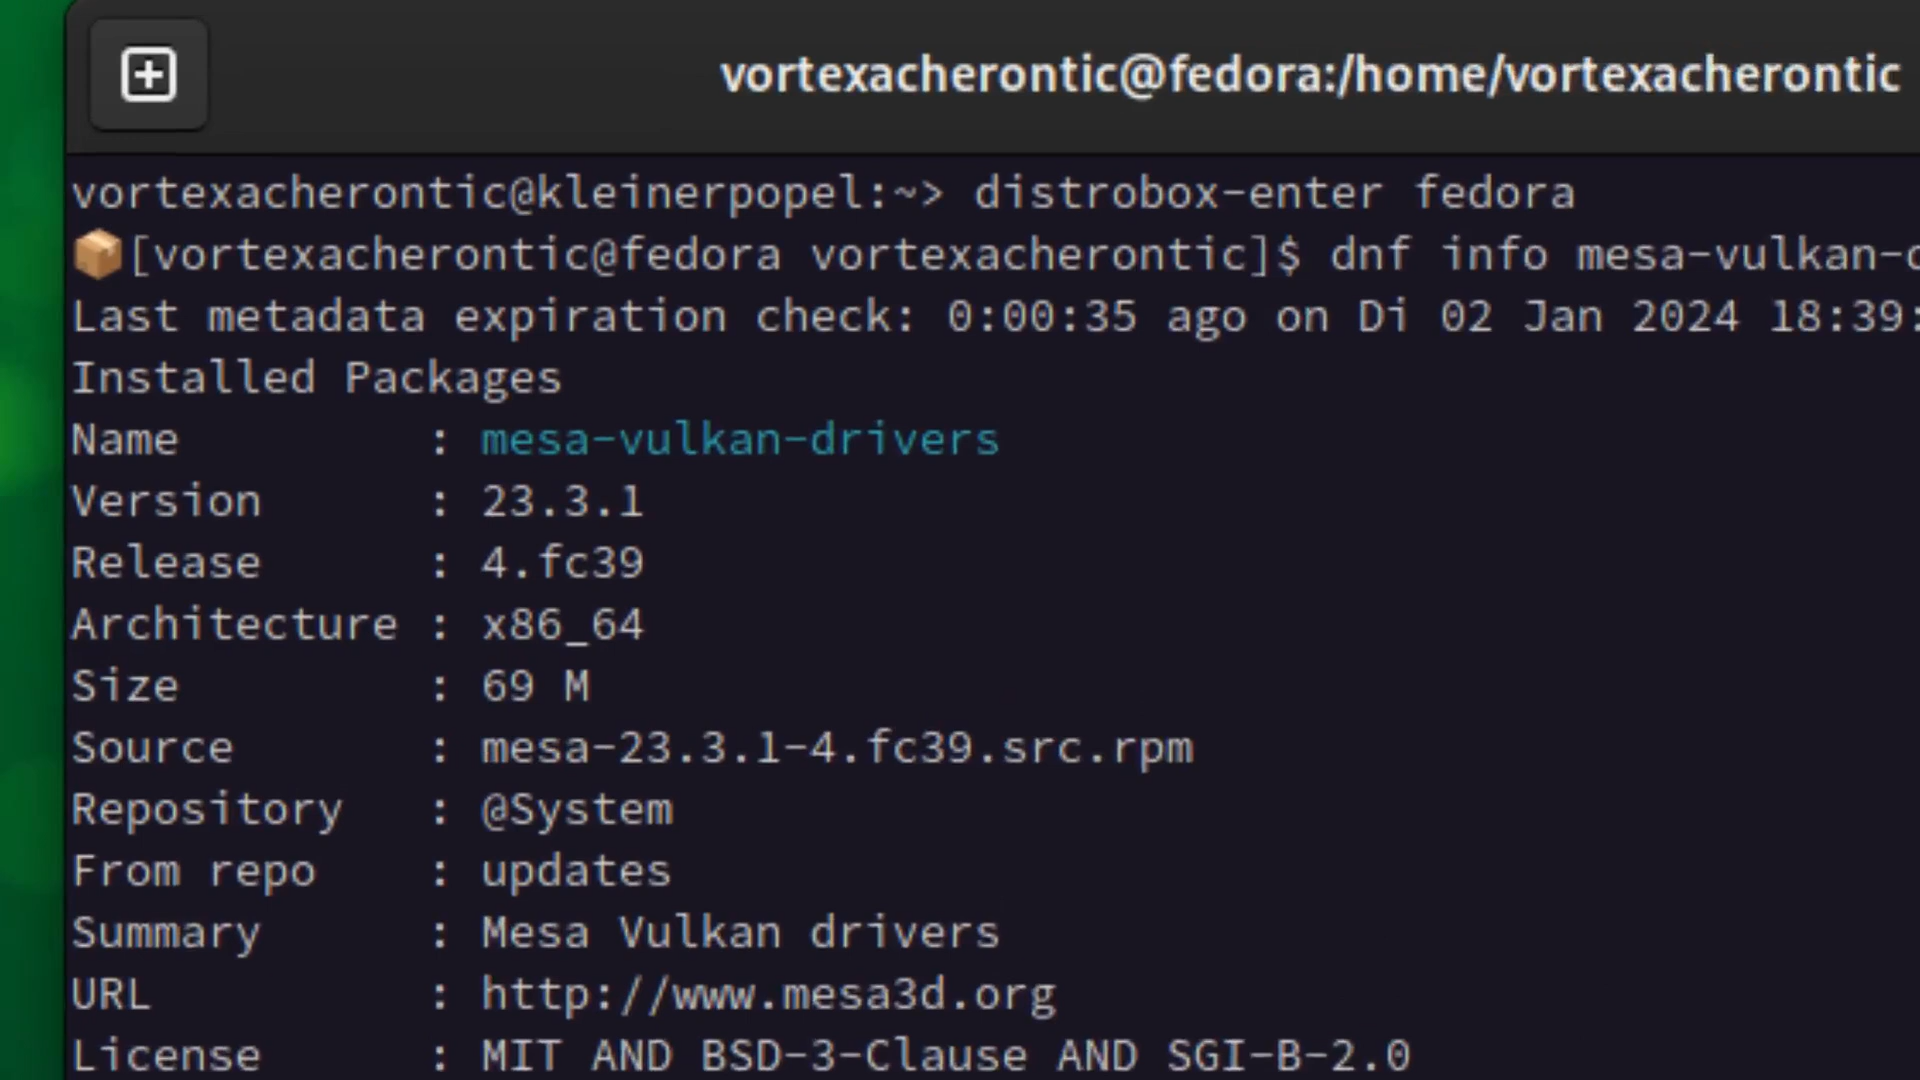 vortexacherontic@fedora:/home/vortexacherontic
vortexacherontic@kleinerpopel:~> distrobox-enter fedora
[vortexacherontic@fedora vortexacherontic]$ dnf info mesa-vulkan-
Last metadata expiration check: 0:00:35 ago on Di 02 Jan 2024 18:39:
Installed Packages
Name : mesa-vulkan-drivers
Version : 23.3.1
Release : 4.fc39
Architecture : x86_64
Size : 69 M
Source : mesa-23.3.1-4.fc39.src.rpm
Repository : @System
From repo : updates
Summary : Mesa Vulkan drivers
URL : http://www.mesa3d.org
License : MIT AND BSD-3-Clause AND SGI-B-2.0